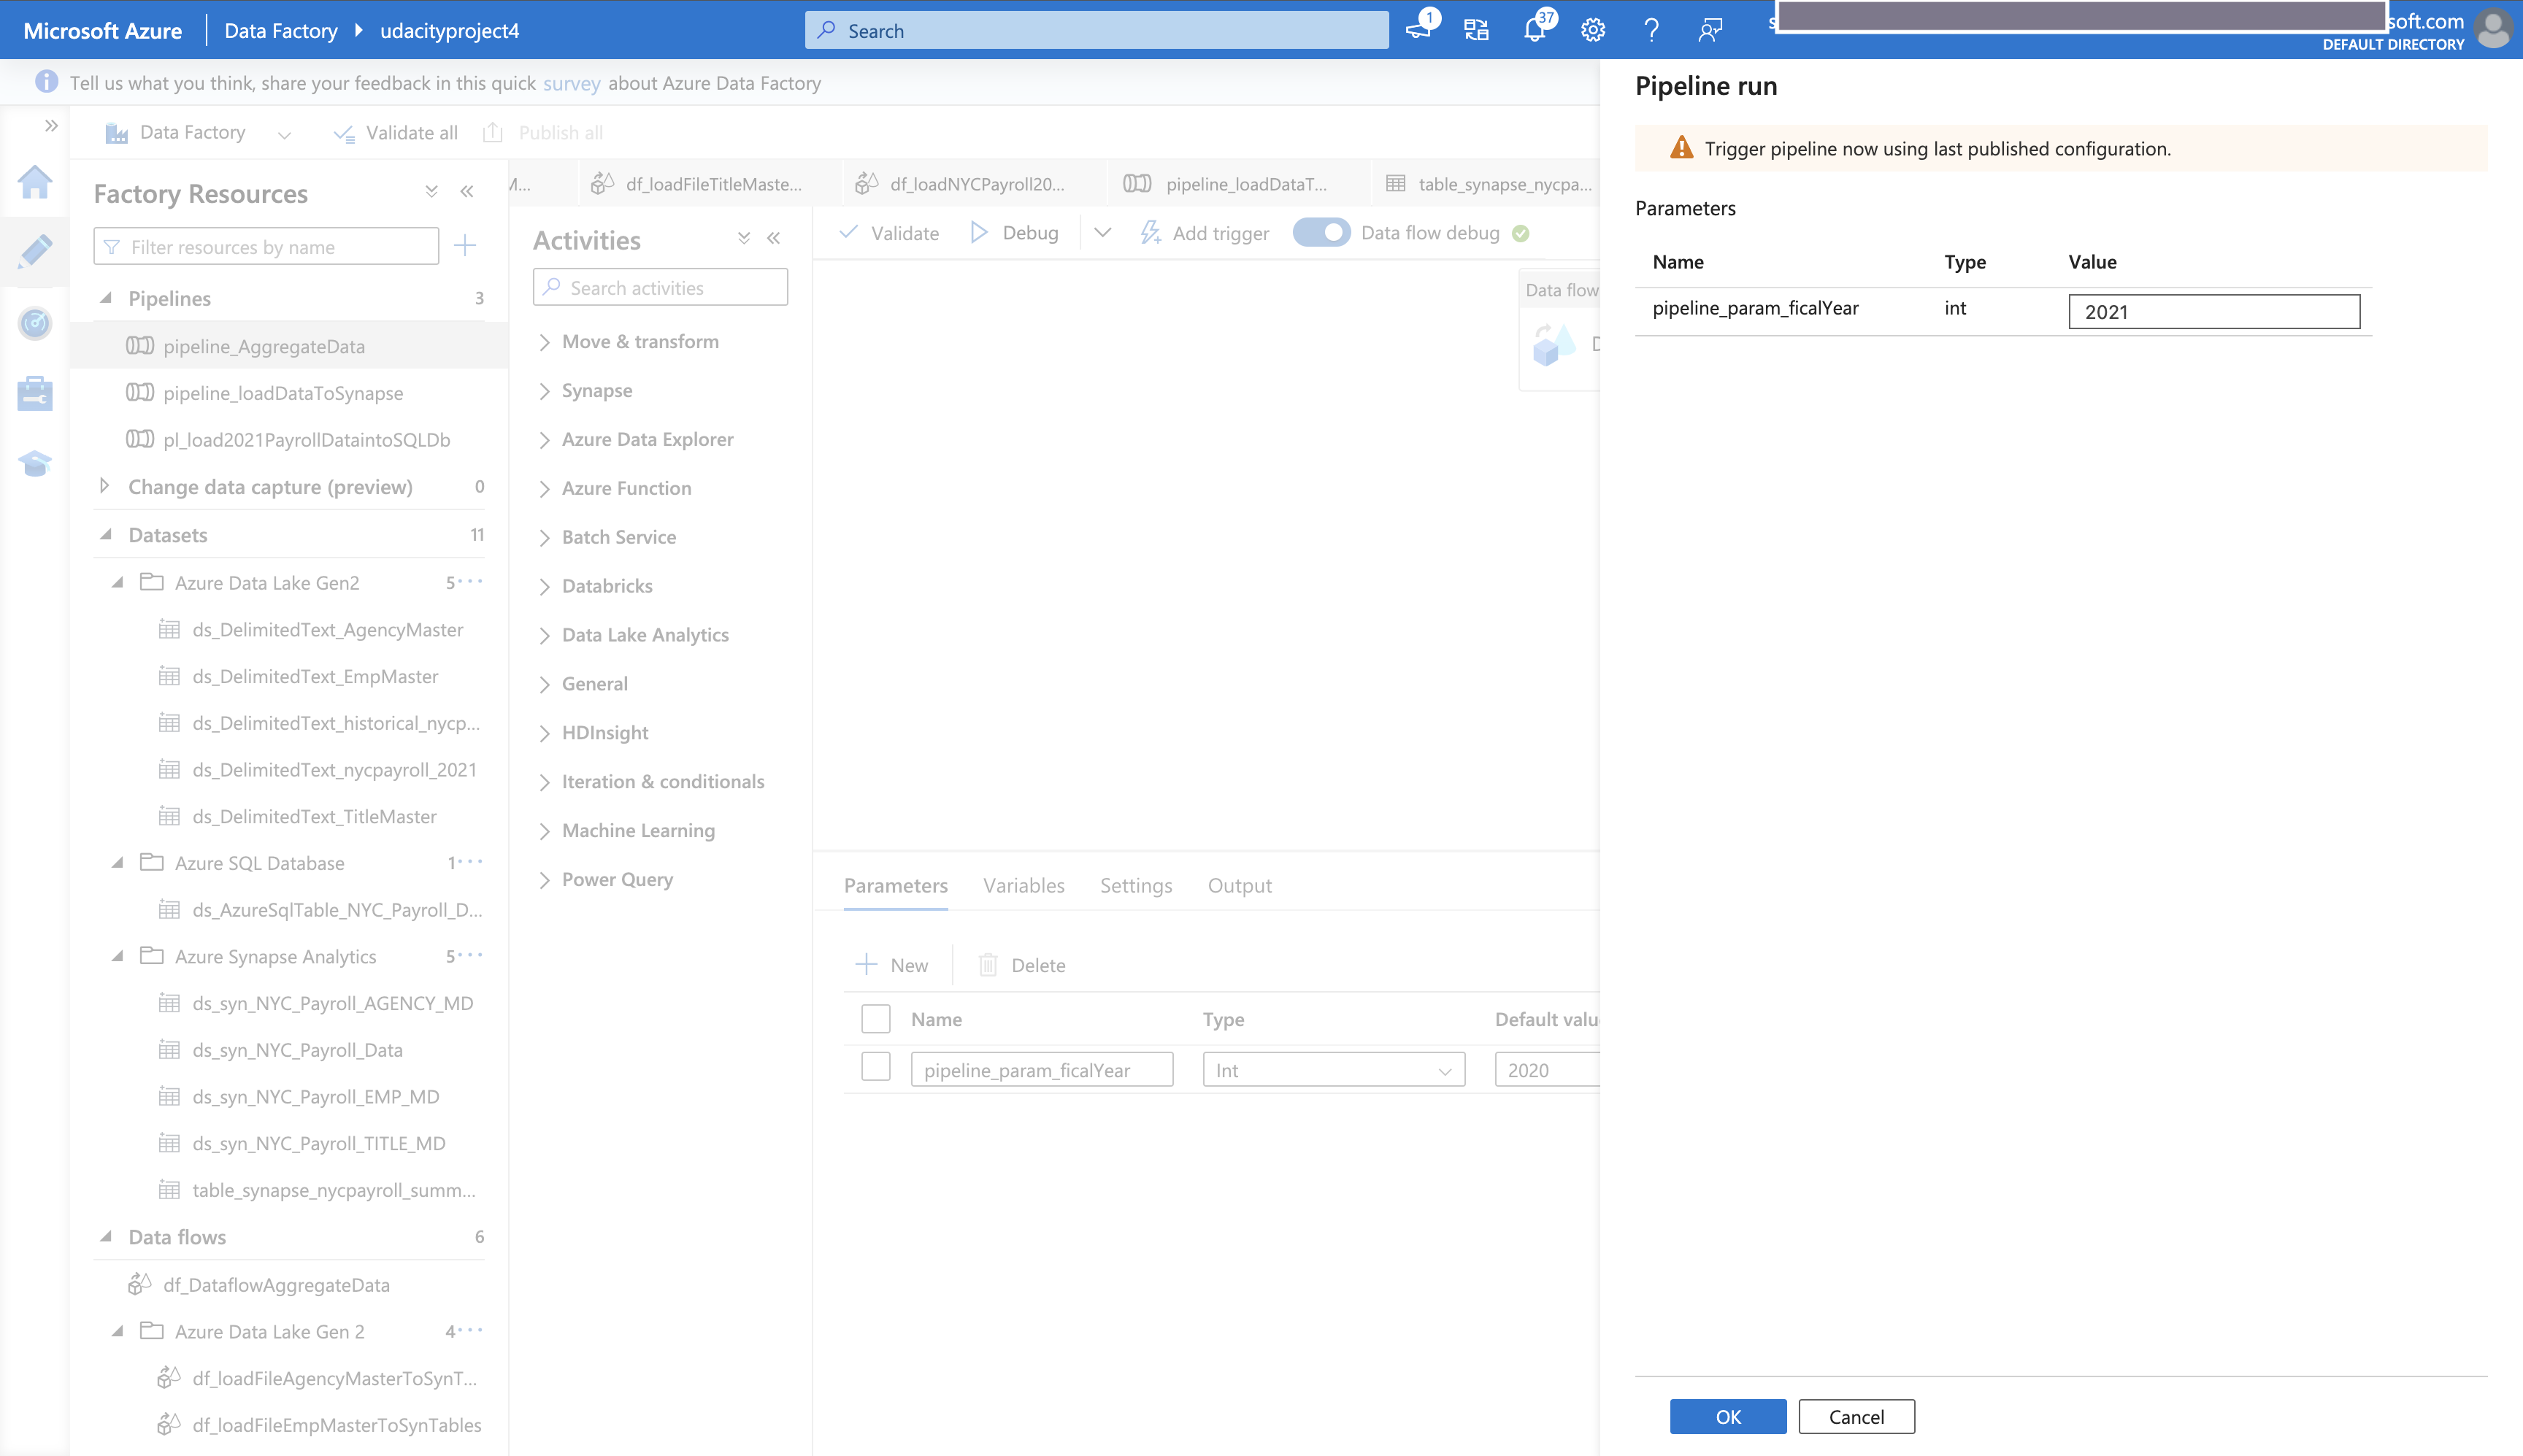 Microsoft Azure
Data Factory
udacityproject4
Search
1
37
soft.com
DEFAULT DIRECTORY
Tell us what you think, share your feedback in this quick survey about Azure Data Factory
Data Factory
Validate all
Publish all
Factory Resources
Filter resources by name
Pipelines
3
pipeline_AggregateData
pipeline_loadDataToSynapse
pl_load2021PayrollDataintoSQLDb
Change data capture (preview)
0
Datasets
11
Azure Data Lake Gen2
5
ds_DelimitedText_AgencyMaster
ds_DelimitedText_EmpMaster
ds_DelimitedText_historical_nycp...
ds_DelimitedText_nycpayroll_2021
ds_DelimitedText_TitleMaster
Azure SQL Database
1
ds_AzureSqlTable_NYC_Payroll_D...
Azure Synapse Analytics
5
ds_syn_NYC_Payroll_AGENCY_MD
ds_syn_NYC_Payroll_Data
ds_syn_NYC_Payroll_EMP_MD
ds_syn_NYC_Payroll_TITLE_MD
table_synapse_nycpayroll_summ...
Data flows
6
df_DataflowAggregateData
Azure Data Lake Gen 2
4
df_loadFileAgencyMasterToSynT...
df_loadFileEmpMasterToSynTables
M...
df_loadFileTitleMaste...
df_loadNYCPayroll20...
pipeline_loadDataT...
table_synapse_nycpa...
Activities
Search activities
Move & transform
Synapse
Azure Data Explorer
Azure Function
Batch Service
Databricks
Data Lake Analytics
General
HDInsight
Iteration & conditionals
Machine Learning
Power Query
Validate
Debug
Add trigger
Data flow debug
Data flow
Parameters
Variables
Settings
Output
New
Delete
Name
Type
Default valu
pipeline_param_ficalYear
Int
2020
Pipeline run
Trigger pipeline now using last published configuration.
Parameters
Name
Type
Value
pipeline_param_ficalYear
int
2021
OK
Cancel